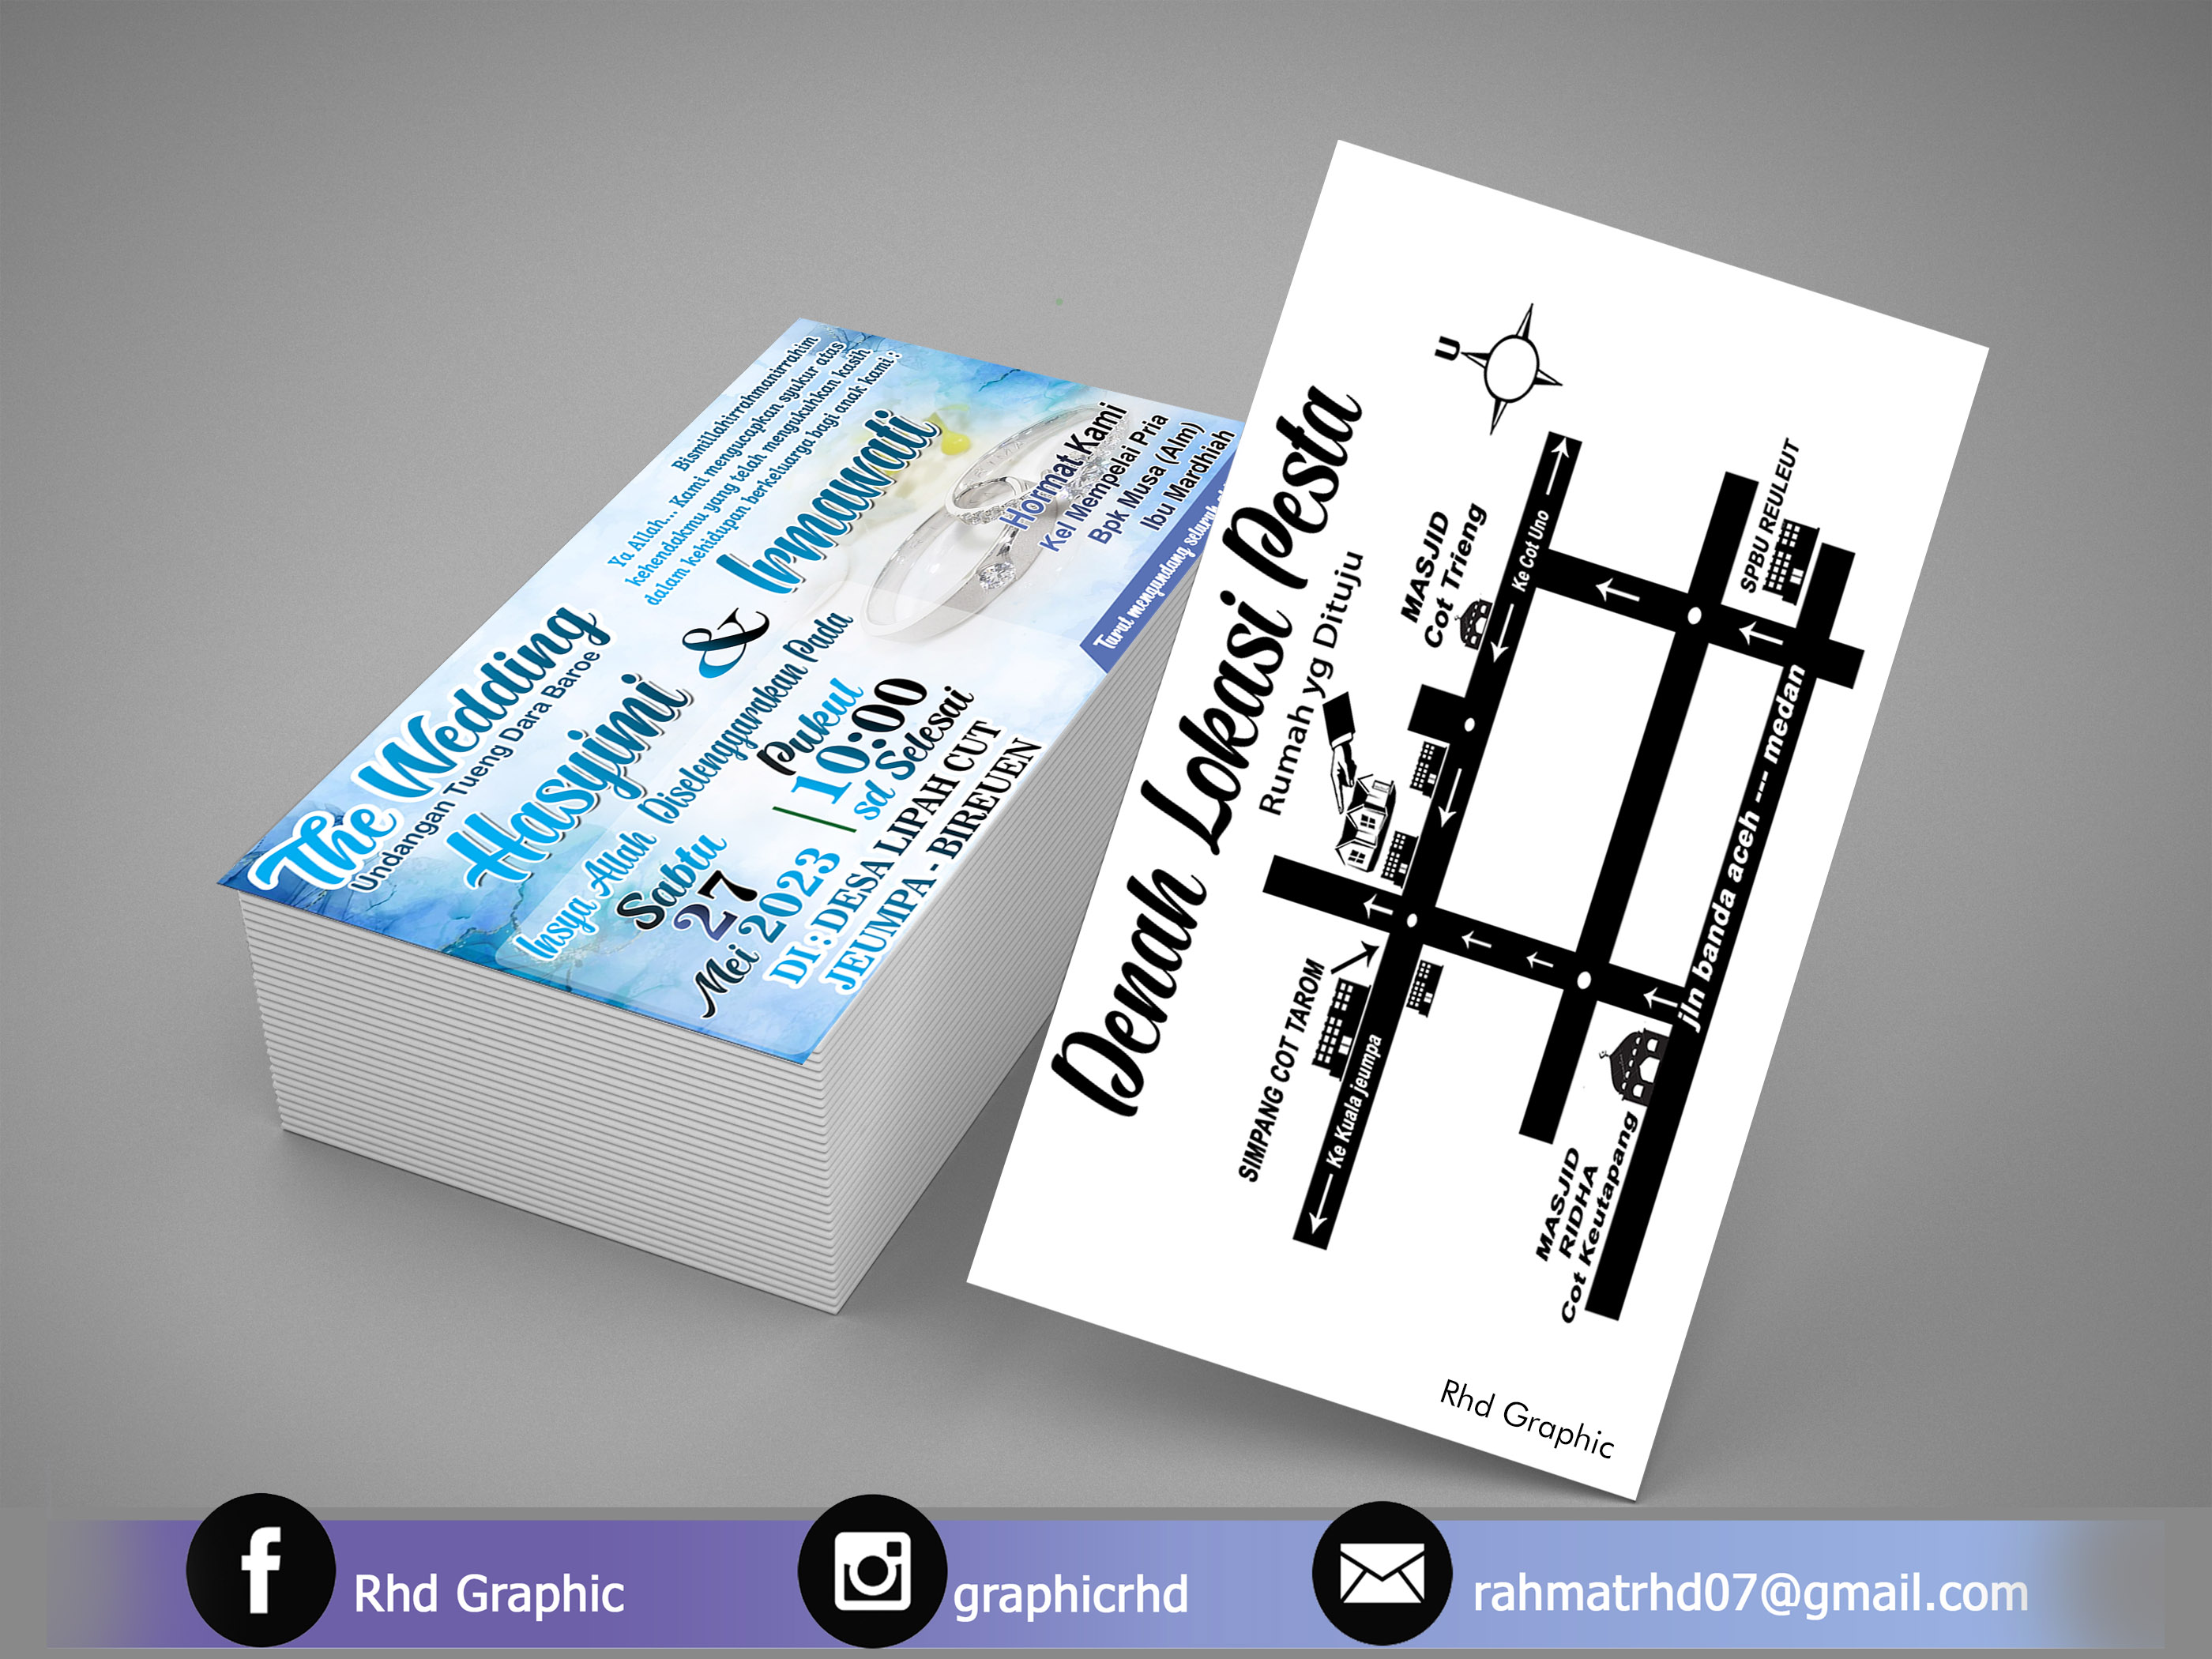 The Wedding
Undangan Tueng Dara Baroe
Bismillahirrahmanirrahim
Ya Allah... Kami mengucapkan syukur atas
kehendakmu yang telah mengukuhkan kasih
dalam kehidupan berkeluarga bagi anak kami :
Hasyimi & Irmawati
Insya Allah Diselenggarakan Pada
Sabtu
27
Mei 2023
Pukul
10:00
sd Selesai
DI : DESA LIPAH CUT
JEUMPA - BIREUEN
Hormat Kami
Kel Mempelai Pria
Bpk Musa (Alm)
Ibu Mardhiah
Turut mengundang seluruh
Denah Lokasi Pesta
Rumah yg Dituju
U
MASJID
Cot Trieng
Ke Cot Uno
SPBU REULEUT
SIMPANG COT TAROM
Ke Kuala jeumpa
jln banda aceh --- medan
MASJID
RIDHA
Cot Keutapang
Rhd Graphic
f Rhd Graphic
graphicrhd
rahmatrhd07@gmail.com